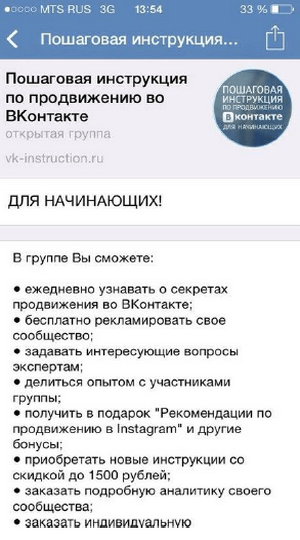 MTS RUS 3G 13:54 33 %
Пошаговая инструкция...
Пошаговая инструкция
по продвижению во
ВКонтакте
открытая группа
vk-instruction.ru
ПОШАГОВАЯ
ИНСТРУКЦИЯ
ПО ПРОДВИЖЕНИЮ
В контакте
ДЛЯ НАЧИНАЮЩИХ
ДЛЯ НАЧИНАЮЩИХ!
В группе Вы сможете:
● ежедневно узнавать о секретах
продвижения во ВКонтакте;
● бесплатно рекламировать свое
сообщество;
● задавать интересующие вопросы
экспертам;
● делиться опытом с участниками
группы;
● получить в подарок "Рекомендации по
продвижению в Instagram" и другие
бонусы;
● приобретать новые инструкции со
скидкой до 1500 рублей;
● заказать подробную аналитику своего
сообщества;
● заказать индивидуальную